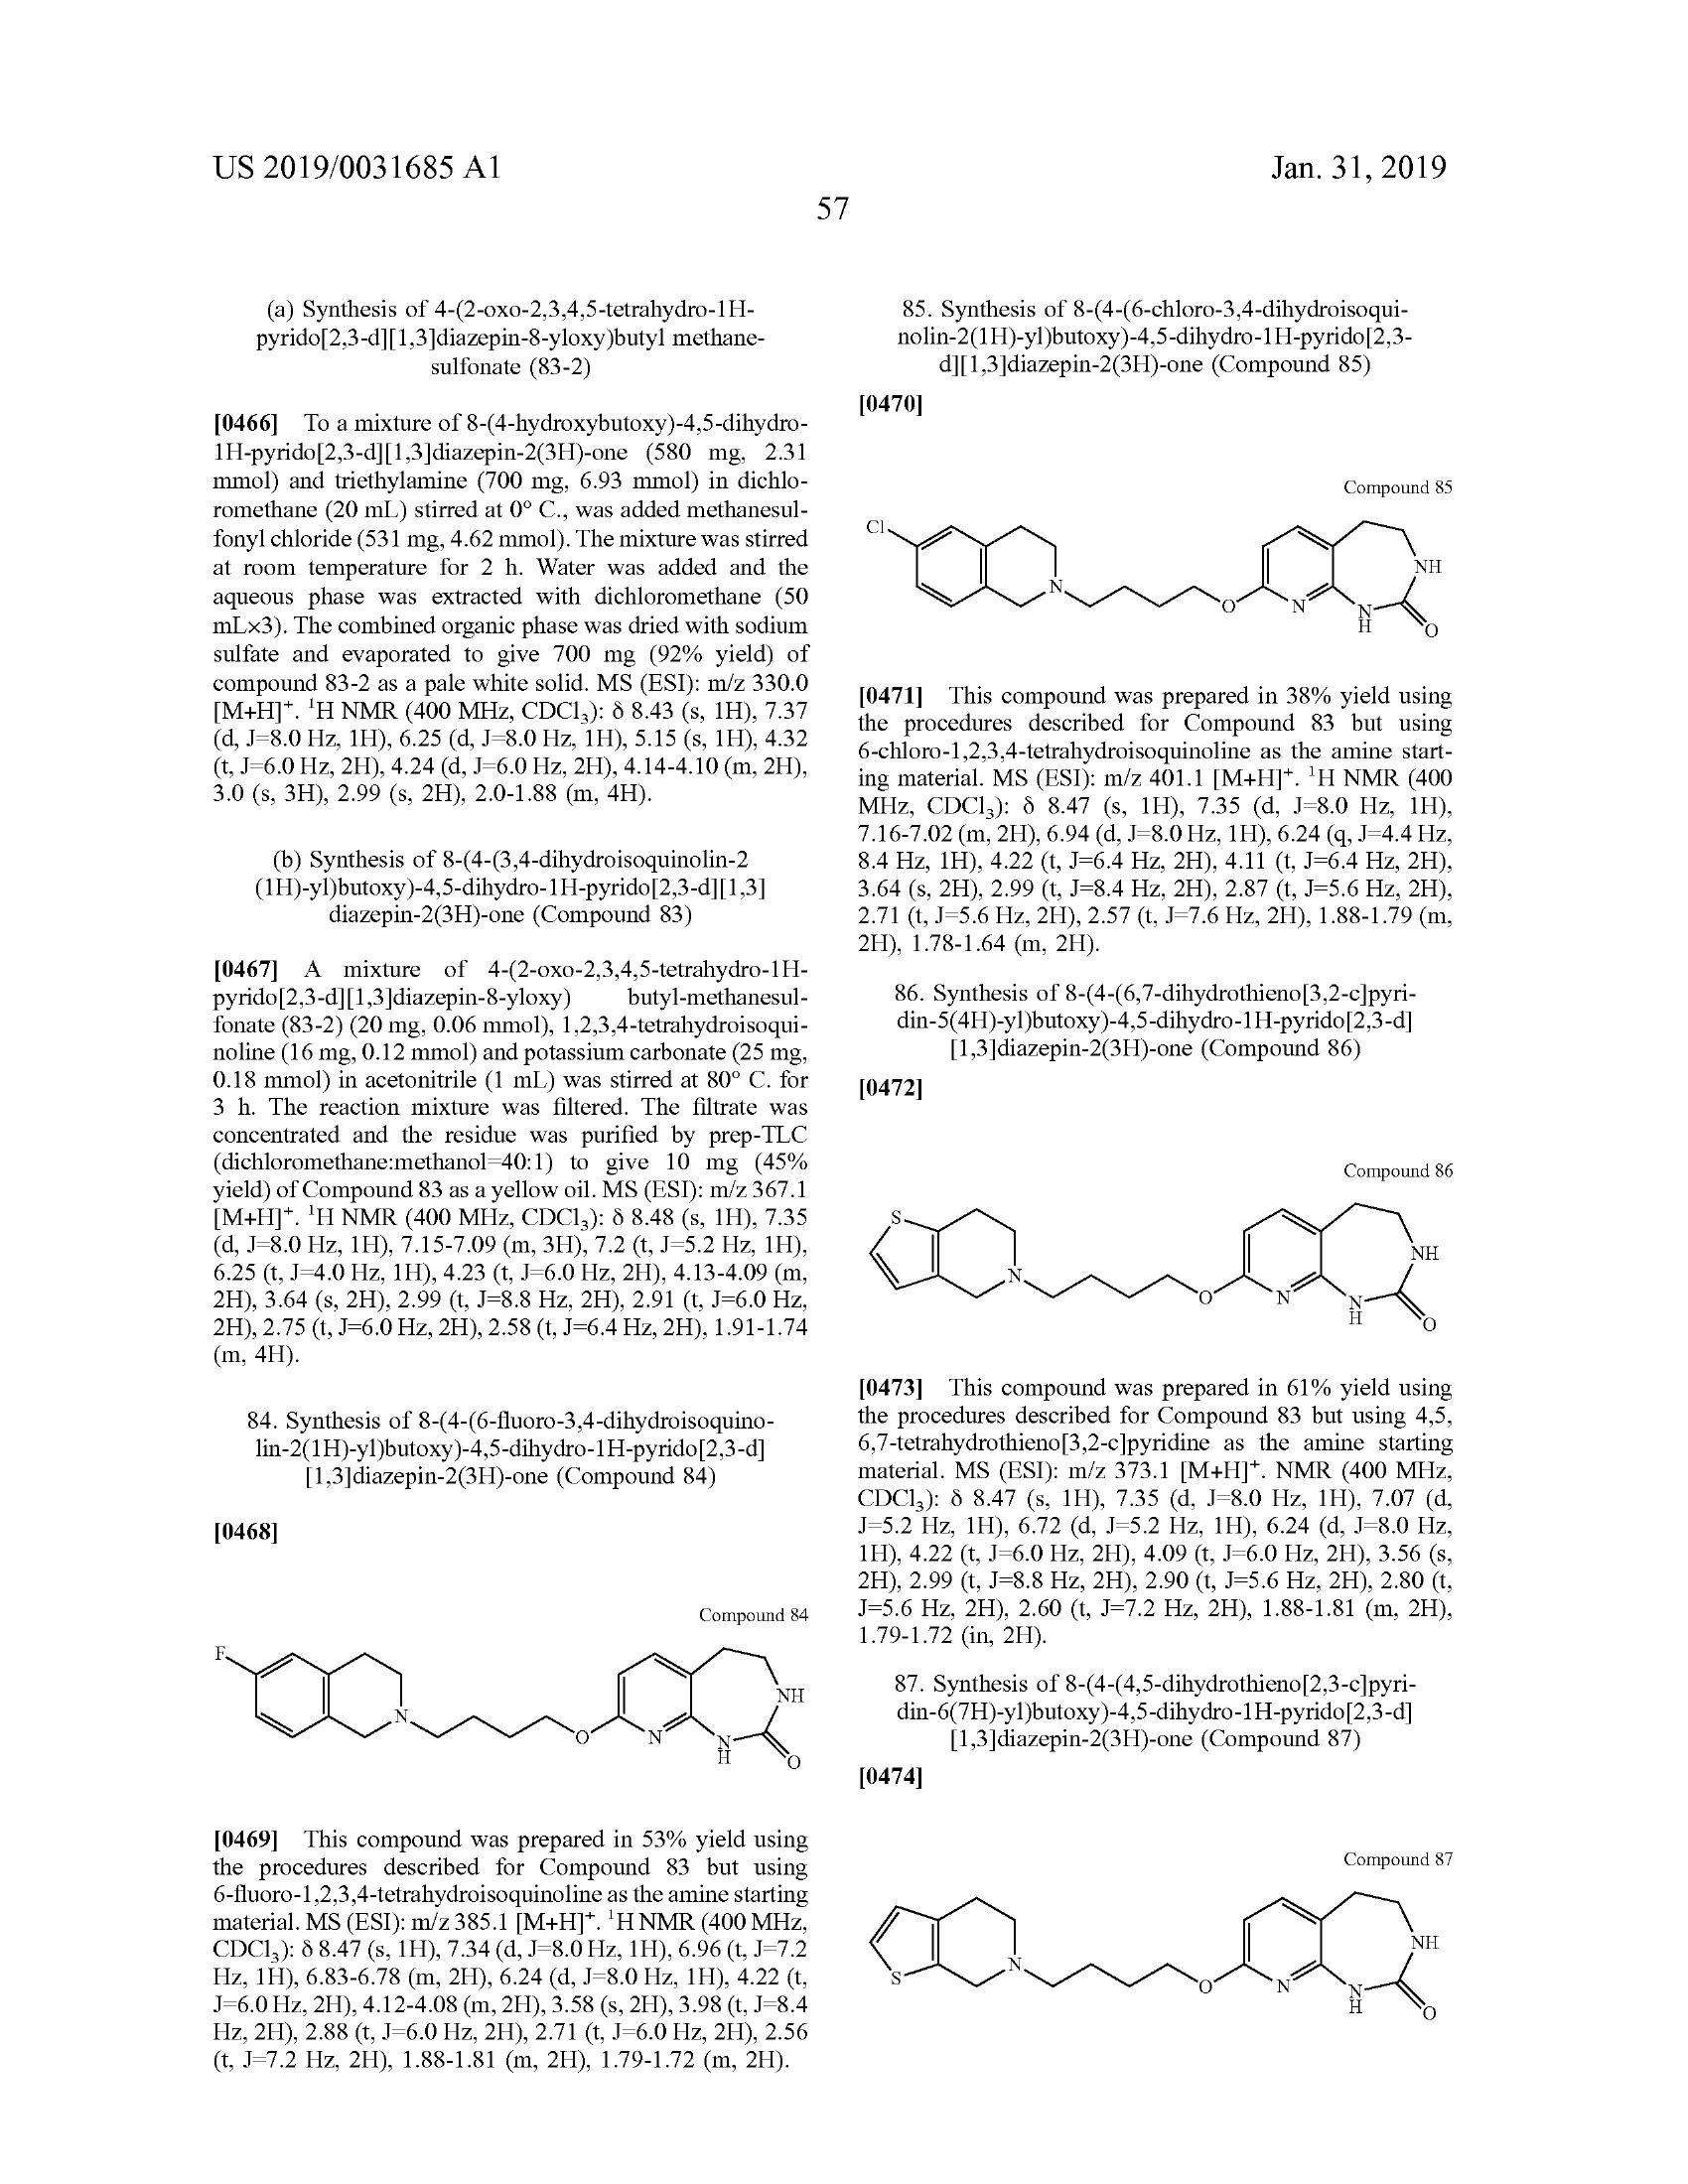 US 2019/0031685 A1
Jan. 31, 2019
57
(a) Synthesis of 4-(2-oxo-2,3,4,5-tetrahydro-1H-
pyrido[2,3-d][1,3]diazepin-8-yloxy)butyl methane-
sulfonate (83-2)
[0466] To a mixture of 8-(4-hydroxybutoxy)-4,5-dihydro-
1H-pyrido[2,3-d][1,3]diazepin-2(3H)-one (580 mg, 2.31
mmol) and triethylamine (700 mg, 6.93 mmol) in dichlo-
romethane (20 mL) stirred at 0° C., was added methanesul-
fonyl chloride (531 mg, 4.62 mmol). The mixture was stirred
at room temperature for 2 h. Water was added and the
aqueous phase was extracted with dichloromethane (50
mLx3). The combined organic phase was dried with sodium
sulfate and evaporated to give 700 mg (92% yield) of
compound 83-2 as a pale white solid. MS (ESI): m/z 330.0
[M+H]⁺. ¹H NMR (400 MHz, CDCl₃): δ 8.43 (s, 1H), 7.37
(d, J=8.0 Hz, 1H), 6.25 (d, J=8.0 Hz, 1H), 5.15 (s, 1H), 4.32
(t, J=6.0 Hz, 2H), 4.24 (d, J=6.0 Hz, 2H), 4.14-4.10 (m, 2H),
3.0 (s, 3H), 2.99 (s, 2H), 2.0-1.88 (m, 4H).
(b) Synthesis of 8-(4-(3,4-dihydroisoquinolin-2
(1H)-yl)butoxy)-4,5-dihydro-1H-pyrido[2,3-d][1,3]
diazepin-2(3H)-one (Compound 83)
[0467] A mixture of 4-(2-oxo-2,3,4,5-tetrahydro-1H-
pyrido[2,3-d][1,3]diazepin-8-yloxy) butyl-methanesul-
fonate (83-2) (20 mg, 0.06 mmol), 1,2,3,4-tetrahydroisoqui-
noline (16 mg, 0.12 mmol) and potassium carbonate (25 mg,
0.18 mmol) in acetonitrile (1 mL) was stirred at 80° C. for
3 h. The reaction mixture was filtered. The filtrate was
concentrated and the residue was purified by prep-TLC
(dichloromethane:methanol=40:1) to give 10 mg (45%
yield) of Compound 83 as a yellow oil. MS (ESI): m/z 367.1
[M+H]⁺. ¹H NMR (400 MHz, CDCl₃): δ 8.48 (s, 1H), 7.35
(d, J=8.0 Hz, 1H), 7.15-7.09 (m, 3H), 7.2 (t, J=5.2 Hz, 1H),
6.25 (t, J=4.0 Hz, 1H), 4.23 (t, J=6.0 Hz, 2H), 4.13-4.09 (m,
2H), 3.64 (s, 2H), 2.99 (t, J=8.8 Hz, 2H), 2.91 (t, J=6.0 Hz,
2H), 2.75 (t, J=6.0 Hz, 2H), 2.58 (t, J=6.4 Hz, 2H), 1.91-1.74
(m, 4H).
84. Synthesis of 8-(4-(6-fluoro-3,4-dihydroisoquino-
lin-2(1H)-yl)butoxy)-4,5-dihydro-1H-pyrido[2,3-d]
[1,3]diazepin-2(3H)-one (Compound 84)
[0468]
Compound 84
F
N
O
N
N
H
NH
O
[0469] This compound was prepared in 53% yield using
the procedures described for Compound 83 but using
6-fluoro-1,2,3,4-tetrahydroisoquinoline as the amine starting
material. MS (ESI): m/z 385.1 [M+H]⁺. ¹H NMR (400 MHz,
CDCl₃): δ 8.47 (s, 1H), 7.34 (d, J=8.0 Hz, 1H), 6.96 (t, J=7.2
Hz, 1H), 6.83-6.78 (m, 2H), 6.24 (d, J=8.0 Hz, 1H), 4.22 (t,
J=6.0 Hz, 2H), 4.12-4.08 (m, 2H), 3.58 (s, 2H), 3.98 (t, J=8.4
Hz, 2H), 2.88 (t, J=6.0 Hz, 2H), 2.71 (t, J=6.0 Hz, 2H), 2.56
(t, J=7.2 Hz, 2H), 1.88-1.81 (m, 2H), 1.79-1.72 (m, 2H).
85. Synthesis of 8-(4-(6-chloro-3,4-dihydroisoqui-
nolin-2(1H)-yl)butoxy)-4,5-dihydro-1H-pyrido[2,3-
d][1,3]diazepin-2(3H)-one (Compound 85)
[0470]
Compound 85
Cl
N
O
N
N
H
NH
O
[0471] This compound was prepared in 38% yield using
the procedures described for Compound 83 but using
6-chloro-1,2,3,4-tetrahydroisoquinoline as the amine start-
ing material. MS (ESI): m/z 401.1 [M+H]⁺. ¹H NMR (400
MHz, CDCl₃): δ 8.47 (s, 1H), 7.35 (d, J=8.0 Hz, 1H),
7.16-7.02 (m, 2H), 6.94 (d, J=8.0 Hz, 1H), 6.24 (q, J=4.4 Hz,
8.4 Hz, 1H), 4.22 (t, J=6.4 Hz, 2H), 4.11 (t, J=6.4 Hz, 2H),
3.64 (s, 2H), 2.99 (t, J=8.4 Hz, 2H), 2.87 (t, J=5.6 Hz, 2H),
2.71 (t, J=5.6 Hz, 2H), 2.57 (t, J=7.6 Hz, 2H), 1.88-1.79 (m,
2H), 1.78-1.64 (m, 2H).
86. Synthesis of 8-(4-(6,7-dihydrothieno[3,2-c]pyri-
din-5(4H)-yl)butoxy)-4,5-dihydro-1H-pyrido[2,3-d]
[1,3]diazepin-2(3H)-one (Compound 86)
[0472]
Compound 86
S
N
O
N
N
H
NH
O
[0473] This compound was prepared in 61% yield using
the procedures described for Compound 83 but using 4,5,
6,7-tetrahydrothieno[3,2-c]pyridine as the amine starting
material. MS (ESI): m/z 373.1 [M+H]⁺. NMR (400 MHz,
CDCl₃): δ 8.47 (s, 1H), 7.35 (d, J=8.0 Hz, 1H), 7.07 (d,
J=5.2 Hz, 1H), 6.72 (d, J=5.2 Hz, 1H), 6.24 (d, J=8.0 Hz,
1H), 4.22 (t, J=6.0 Hz, 2H), 4.09 (t, J=6.0 Hz, 2H), 3.56 (s,
2H), 2.99 (t, J=8.8 Hz, 2H), 2.90 (t, J=5.6 Hz, 2H), 2.80 (t,
J=5.6 Hz, 2H), 2.60 (t, J=7.2 Hz, 2H), 1.88-1.81 (m, 2H),
1.79-1.72 (in, 2H).
87. Synthesis of 8-(4-(4,5-dihydrothieno[2,3-c]pyri-
din-6(7H)-yl)butoxy)-4,5-dihydro-1H-pyrido[2,3-d]
[1,3]diazepin-2(3H)-one (Compound 87)
[0474]
Compound 87
S
N
O
N
N
H
NH
O